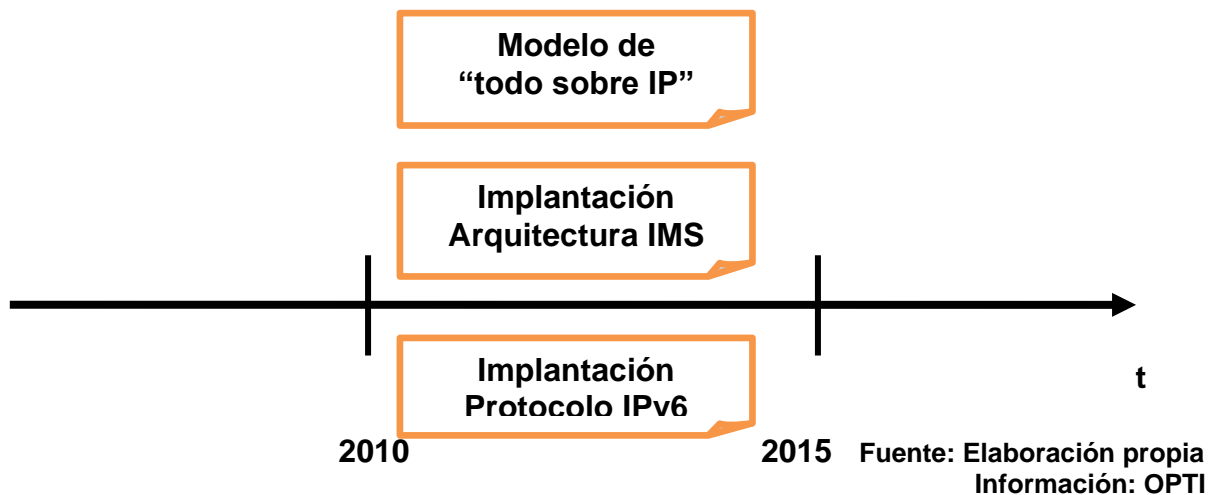 Modelo de
“todo sobre IP”
Implantación
Arquitectura IMS
Implantación
Protocolo IPv6
t
2010
2015
Fuente: Elaboración propia
Información: OPTI